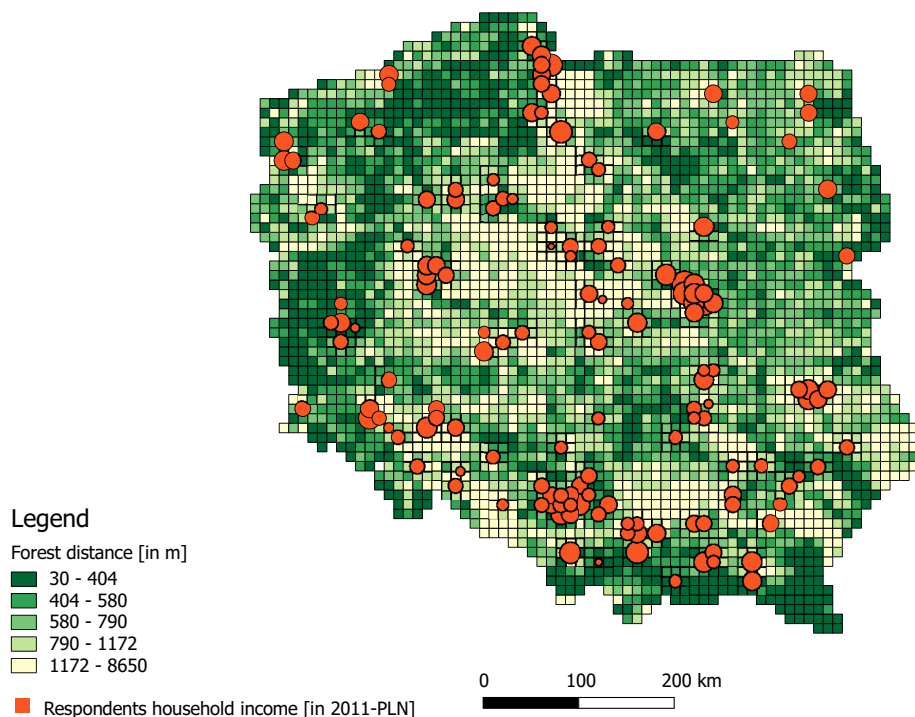 Legend
Forest distance [in m]
30 - 404
404 - 580
580 - 790
790 - 1172
1172 - 8650
Respondents household income [in 2011-PLN]
0 100 200 km